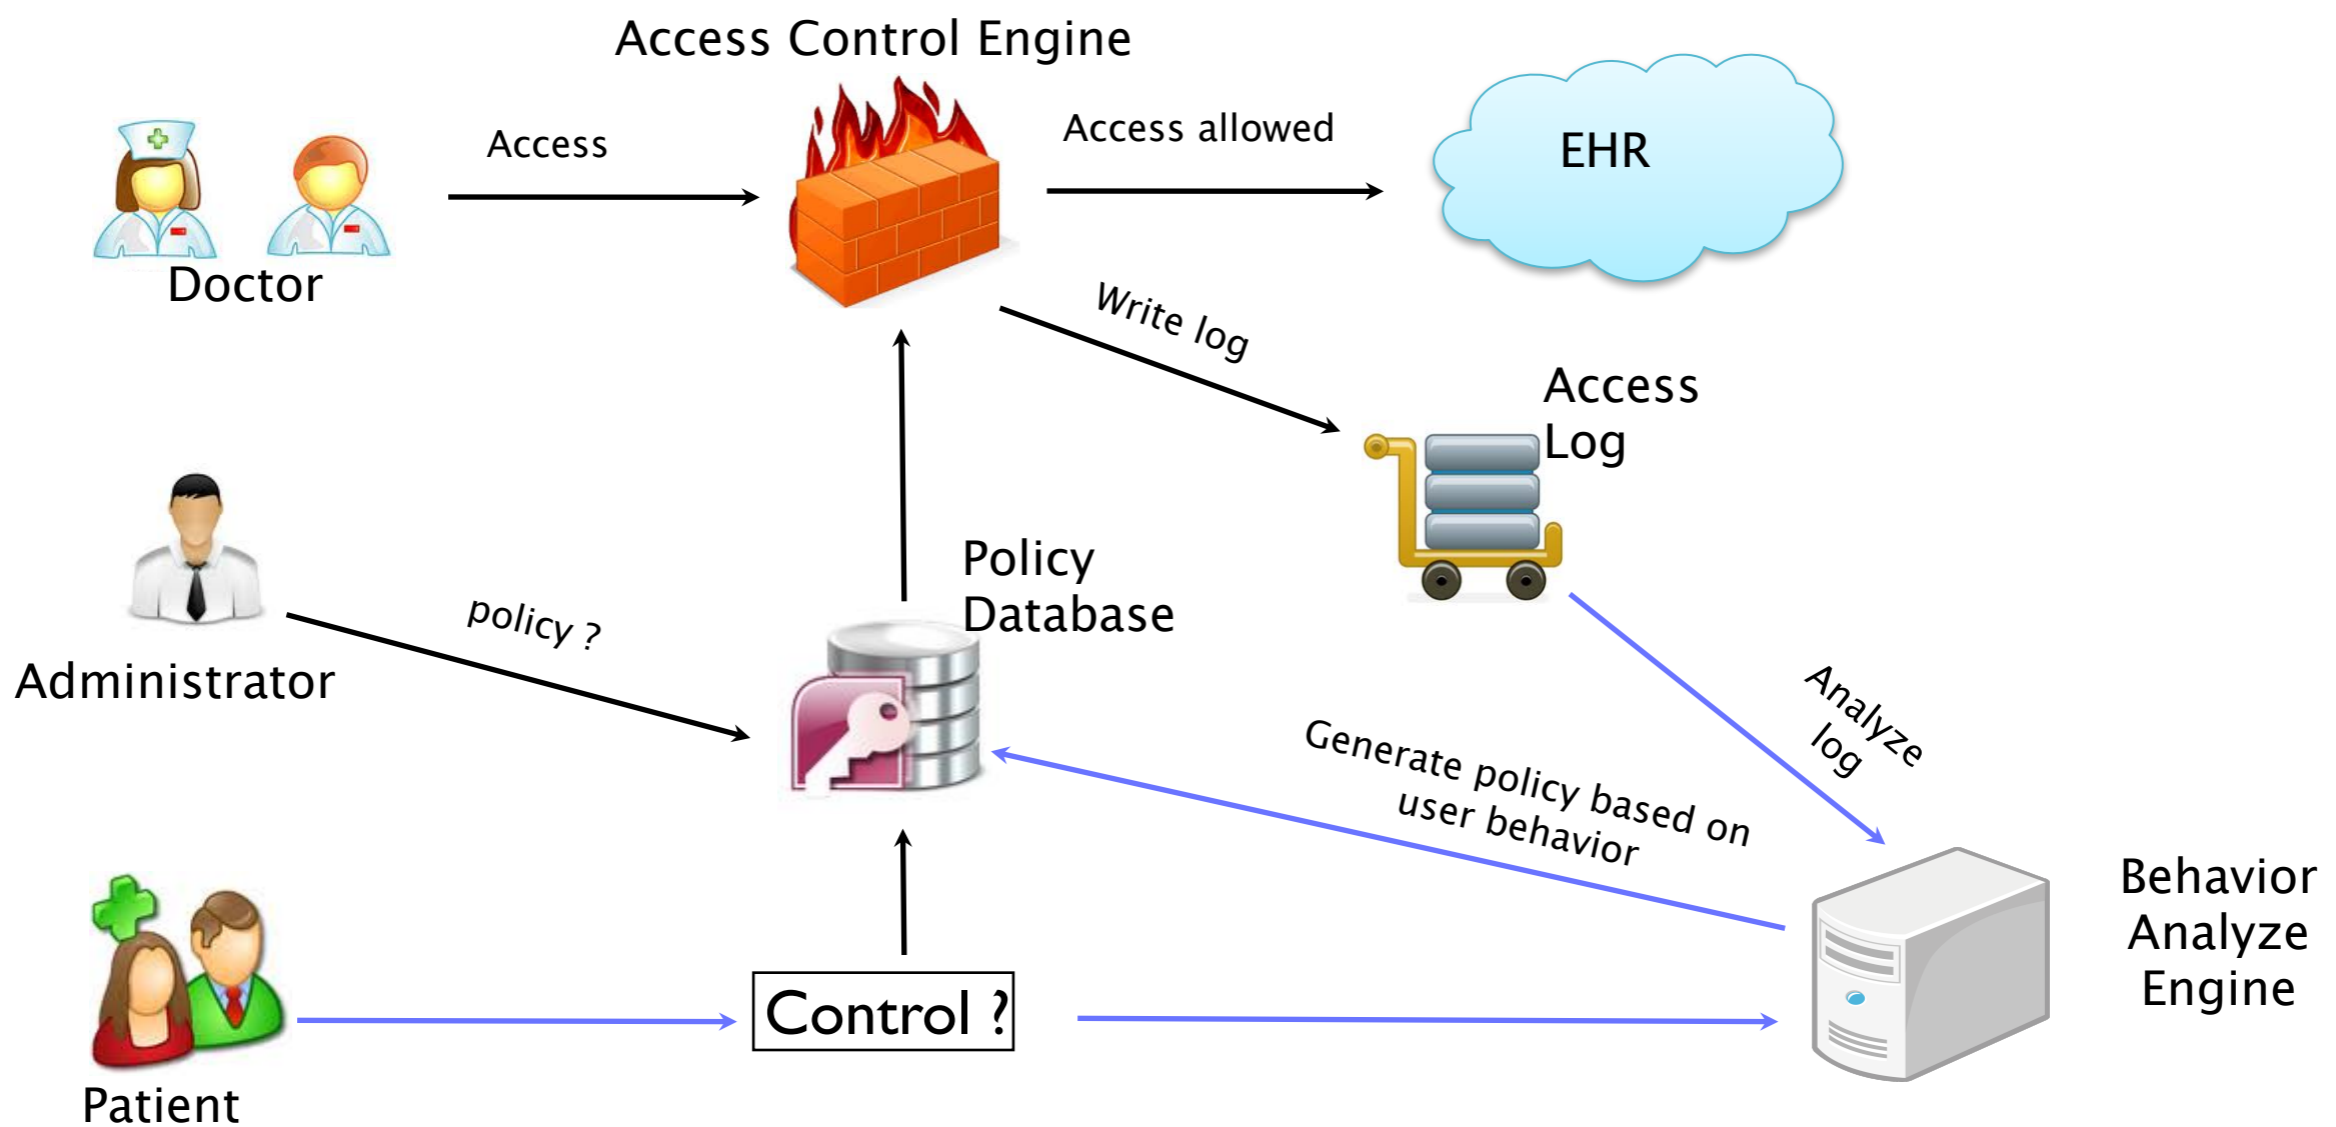 Access Control Engine
Access
Access allowed
EHR
Doctor
Write log
Access
Log
Policy
Database
policy ?
Administrator
Analyze
log
Generate policy based on
user behavior
Behavior
Analyze
Engine
Control ?
Patient